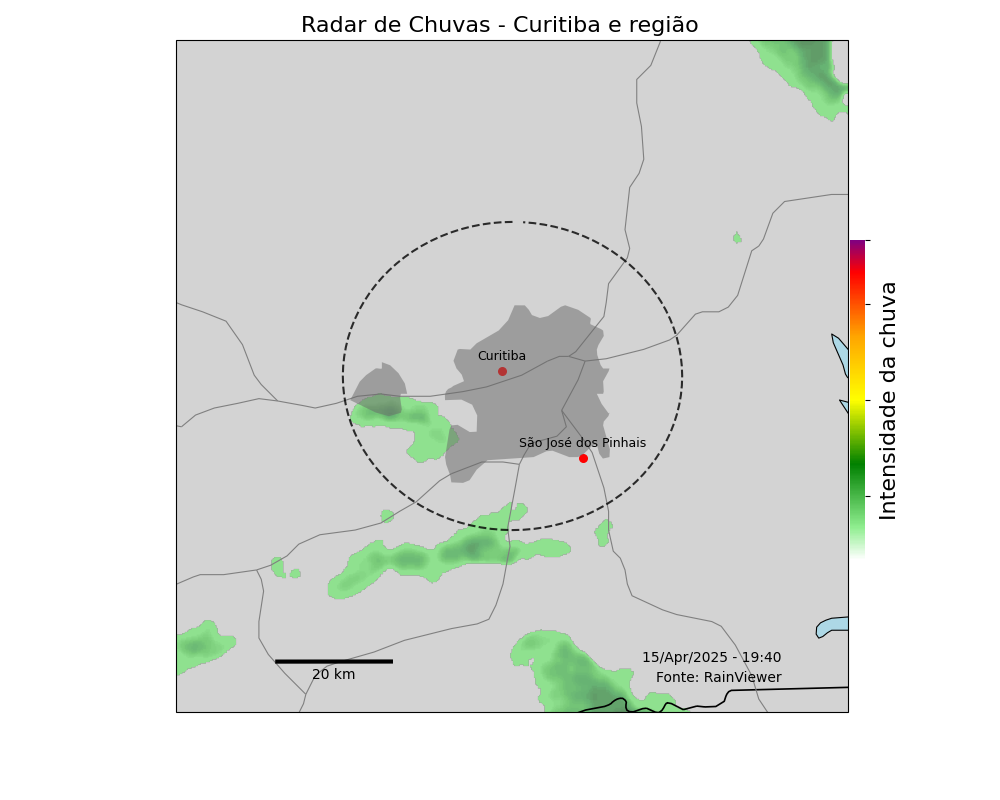 Radar de Chuvas - Curitiba e região
Curitiba
São José dos Pinhais
Intensidade da chuva
15/Apr/2025 - 19:40
Fonte: RainViewer
20 km